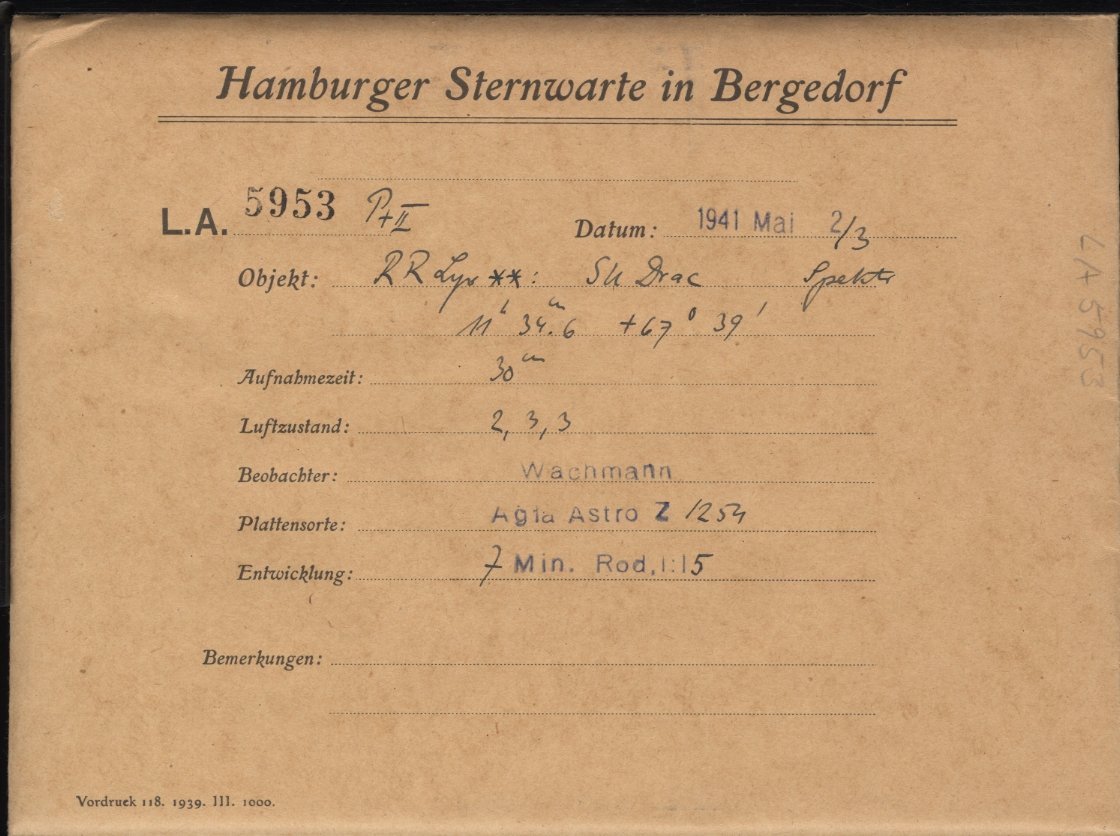 Hamburger Sternwarte in Bergedorf
L.A. 5953 P+II Datum: 1941 Mai 2/3
Objekt: RR Lyr **: SU Drac Spektr
11ʰ 34ᵐ.6 +67° 39'
Aufnahmezeit: 30ᵐ
Luftzustand: 2, 3, 3
Beobachter: Wachmann
Plattensorte: Agfa Astro Z 1254
Entwicklung: 7 Min. Rod, 1:15
Bemerkungen:
Vordruck 118. 1939. III. 1000.
LA 5953